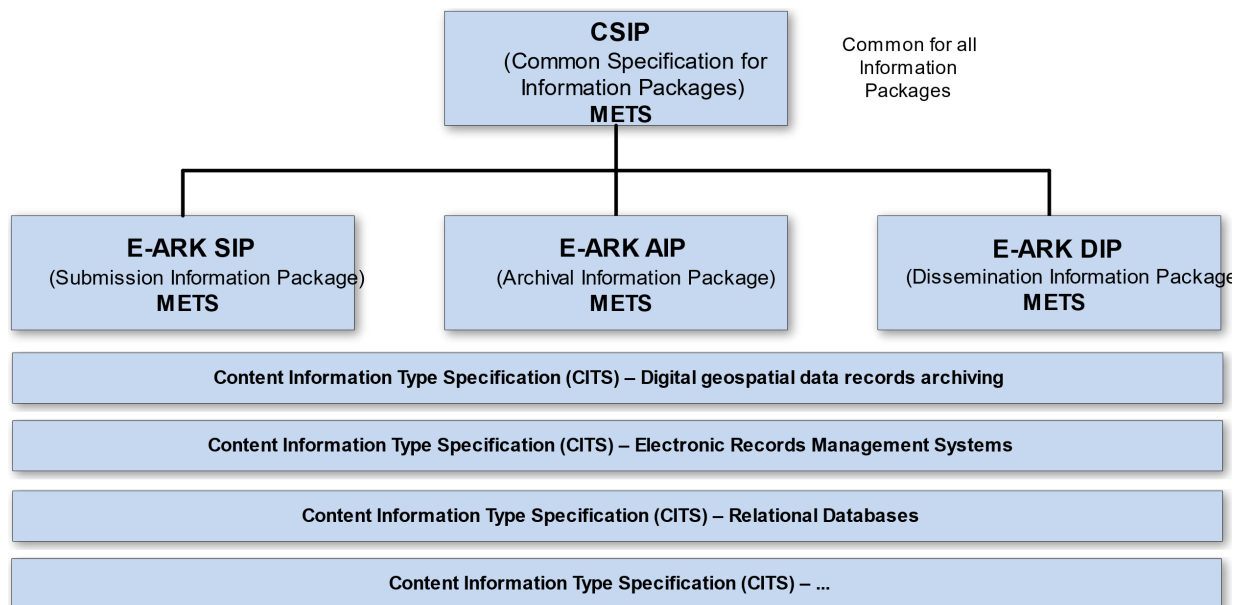 CSIP
(Common Specification for
Information Packages)
METS
Common for all
Information
Packages
E-ARK SIP
(Submission Information Package)
METS
E-ARK AIP
(Archival Information Package)
METS
E-ARK DIP
(Dissemination Information Package
METS
Content Information Type Specification (CITS) – Digital geospatial data records archiving
Content Information Type Specification (CITS) – Electronic Records Management Systems
Content Information Type Specification (CITS) – Relational Databases
Content Information Type Specification (CITS) – ...